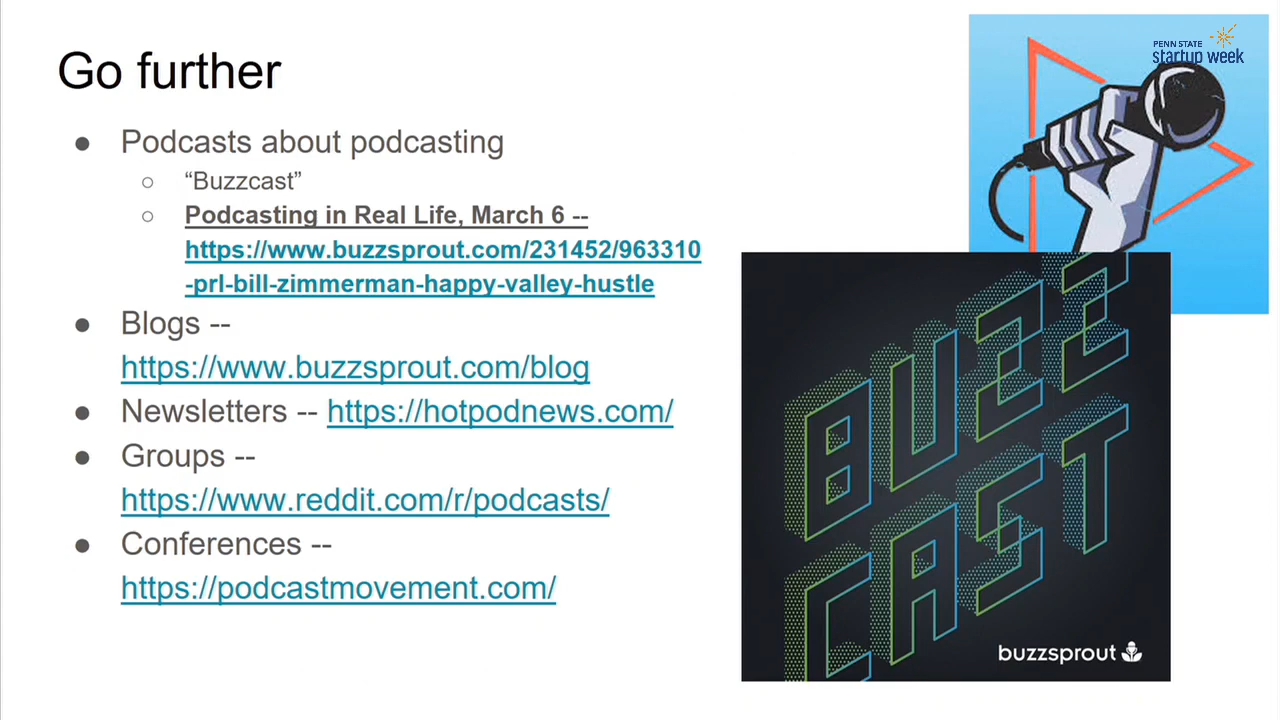 PENN STATE
startup week
Go further
● Podcasts about podcasting
○ “Buzzcast”
○ Podcasting in Real Life, March 6 --
https://www.buzzsprout.com/231452/963310
-prl-bill-zimmerman-happy-valley-hustle
● Blogs --
https://www.buzzsprout.com/blog
● Newsletters -- https://hotpodnews.com/
● Groups --
https://www.reddit.com/r/podcasts/
● Conferences --
https://podcastmovement.com/
BUZZ
CAST
buzzsprout